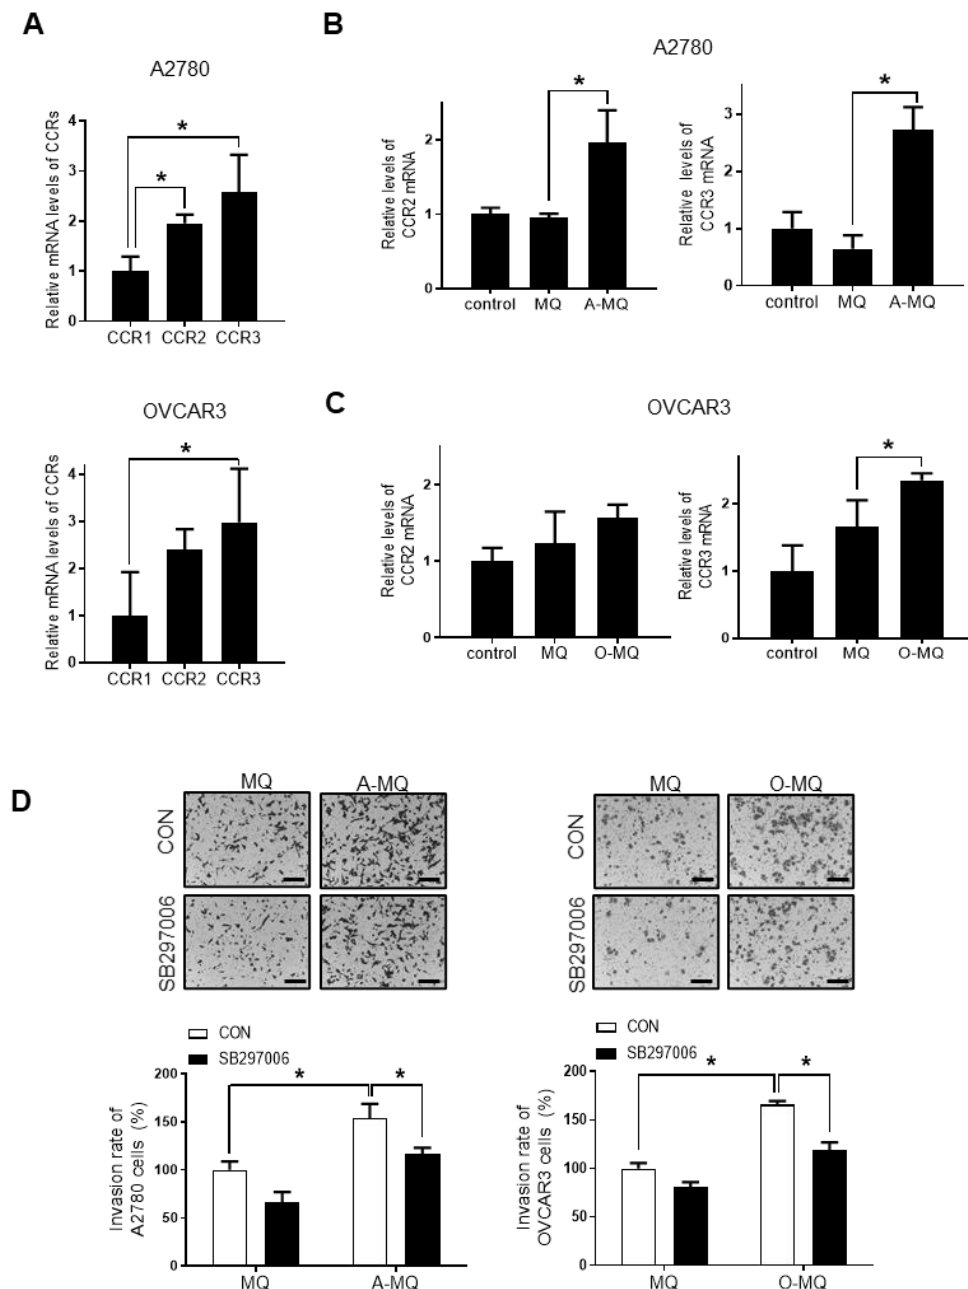 A
B
A2780
A2780
Relative mRNA levels of CCRs
4
3
2
1
0
*
*
CCR1 CCR2 CCR3
Relative levels of
CCR2 mRNA
2
1
0
*
control MQ A-MQ
Relative levels of
CCR3 mRNA
3
2
1
0
*
control MQ A-MQ
OVCAR3
Relative mRNA levels of CCRs
4
3
2
1
0
*
CCR1 CCR2 CCR3
C
OVCAR3
Relative levels of
CCR2 mRNA
2
1
0
control MQ O-MQ
Relative levels of
CCR3 mRNA
2
1
0
*
control MQ O-MQ
D
MQ A-MQ
CON
SB297006
MQ O-MQ
CON
SB297006
CON
SB297006
Invasion rate of
A2780 cells (%)
200
150
100
50
0
*
*
MQ A-MQ
CON
SB297006
Invasion rate of
OVCAR3 cells (%)
200
150
100
50
0
*
*
MQ O-MQ